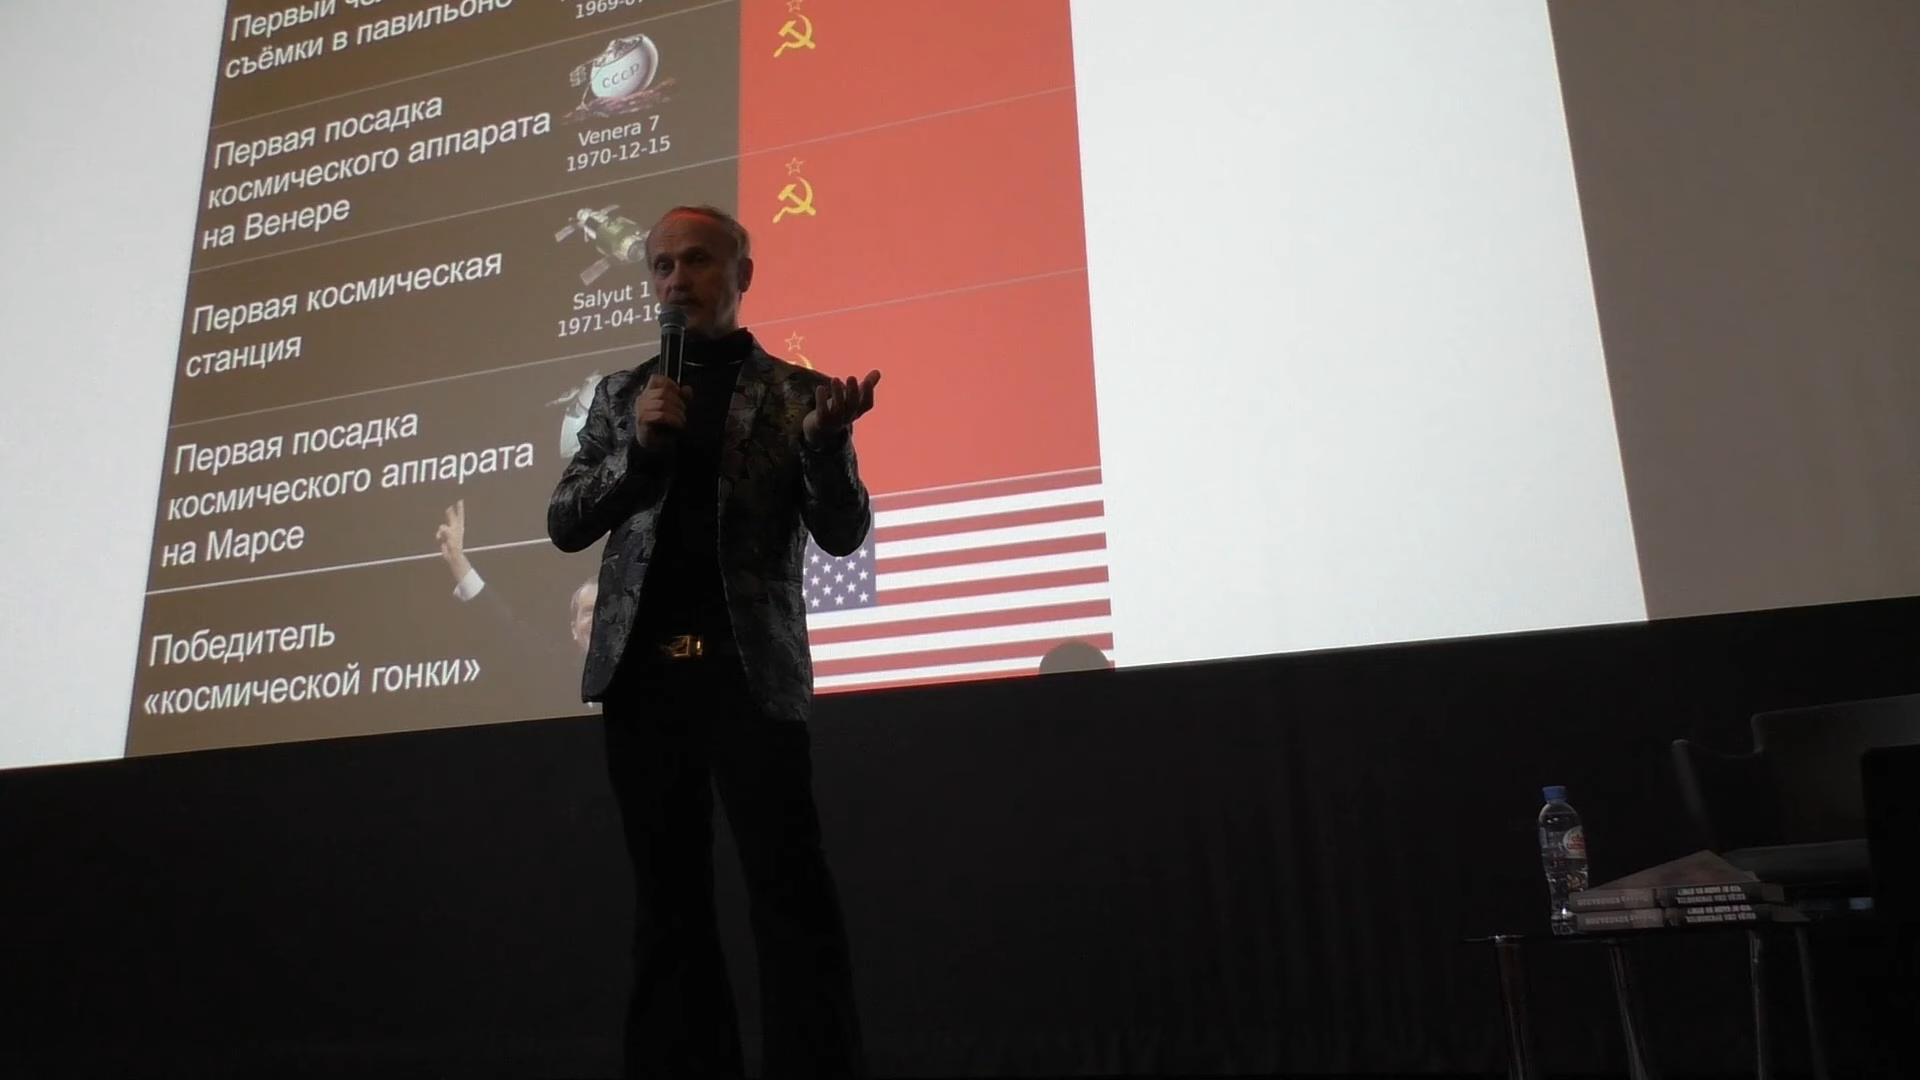 Первый
съёмки в павильоне
1969-0
СССР
Первая посадка
космического аппарата
на Венере
Venera 7
1970-12-15
Первая космическая
станция
Salyut 1
1971-04-19
Первая посадка
космического аппарата
на Марсе
Победитель
«космической гонки»